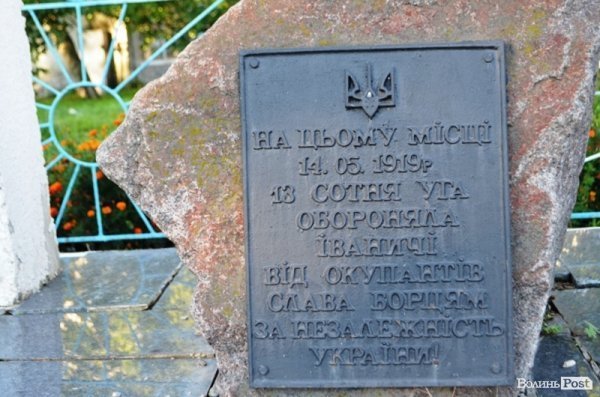 НА ЦЬОМУ МІСЦІ
14. 05. 1919р
13 СОТНЯ УГА
ОБОРОНЯЛА
ІВАНИЧІ
ВІД ОКУПАНТІВ
СЛАВА БОРЦЯМ
ЗА НЕЗАЛЕЖНІСТЬ
УКРАЇНИ!
ВолиньPost